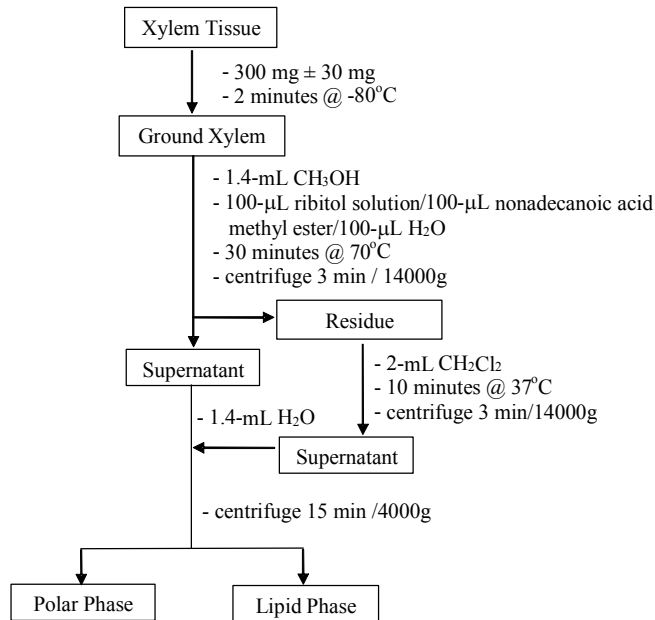 Xylem Tissue
- 300 mg ± 30 mg
- 2 minutes @ -80°C
Ground Xylem
- 1.4-mL CH₃OH
- 100-μL ribitol solution/100-μL nonadecanoic acid
methyl ester/100-μL H₂O
- 30 minutes @ 70°C
- centrifuge 3 min / 14000g
Residue
- 2-mL CH₂Cl₂
- 10 minutes @ 37°C
- centrifuge 3 min/14000g
Supernatant
- 1.4-mL H₂O
Supernatant
- centrifuge 15 min /4000g
Polar Phase
Lipid Phase